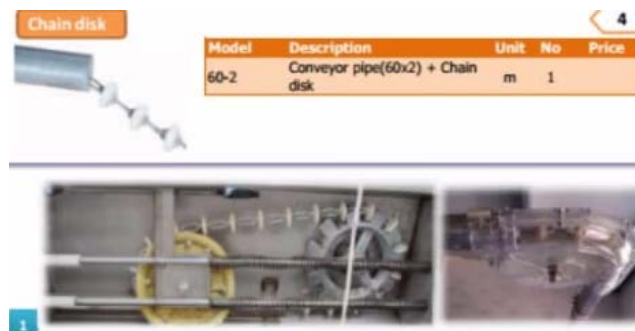 Chain disk
4
Model Description Unit No Price
60-2 Conveyor pipe(60x2) + Chain disk m 1
1